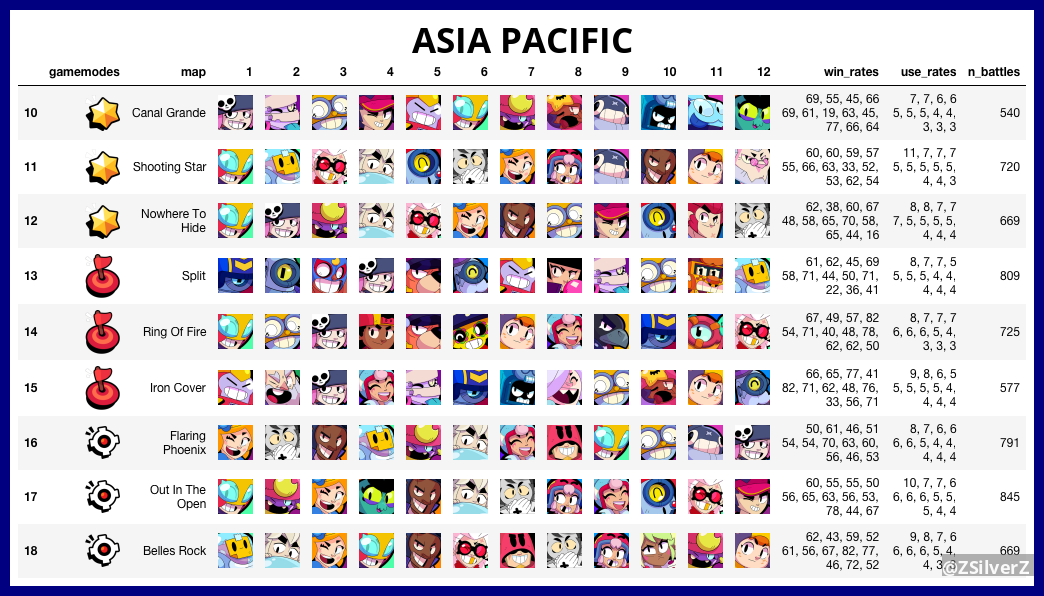 ASIA PACIFIC
gamemodes map 1 2 3 4 5 6 7 8 9 10 11 12 win_rates use_rates n_battles
69, 55, 45, 66 7, 7, 6, 6
10 Canal Grande 69, 61, 19, 63, 45, 5, 5, 5, 4, 4, 540
77, 66, 64 3, 3, 3
60, 60, 59, 57 11, 7, 7, 7
11 Shooting Star 55, 66, 63, 33, 52, 5, 5, 5, 5, 5, 720
53, 62, 54 4, 4, 3
62, 38, 60, 67 8, 8, 7, 7
12 Nowhere To Hide 48, 58, 65, 70, 58, 7, 5, 5, 5, 5, 669
65, 44, 16 4, 4, 4
61, 62, 45, 69 8, 7, 7, 5
13 Split 58, 71, 44, 50, 71, 5, 5, 5, 4, 4, 809
22, 36, 41 4, 4, 4
67, 49, 57, 82 8, 7, 7, 7
14 Ring Of Fire 54, 71, 40, 48, 78, 6, 6, 6, 5, 4, 725
62, 62, 50 3, 3, 3
66, 65, 77, 41 9, 8, 6, 5
15 Iron Cover 82, 71, 62, 48, 76, 5, 5, 5, 5, 4, 577
33, 56, 71 4, 4, 4
50, 61, 46, 51 8, 7, 6, 6
16 Flaring Phoenix 54, 54, 70, 63, 60, 6, 6, 5, 4, 4, 791
56, 46, 53 4, 4, 4
60, 55, 55, 50 10, 7, 7, 6
17 Out In The Open 56, 65, 63, 56, 53, 6, 6, 6, 5, 5, 845
78, 44, 67 5, 4, 4
62, 43, 59, 52 9, 8, 7, 6
18 Belles Rock 61, 56, 67, 82, 77, 6, 6, 6, 5, 4, 669
46, 72, 52 4, 3
@ZSilverZ